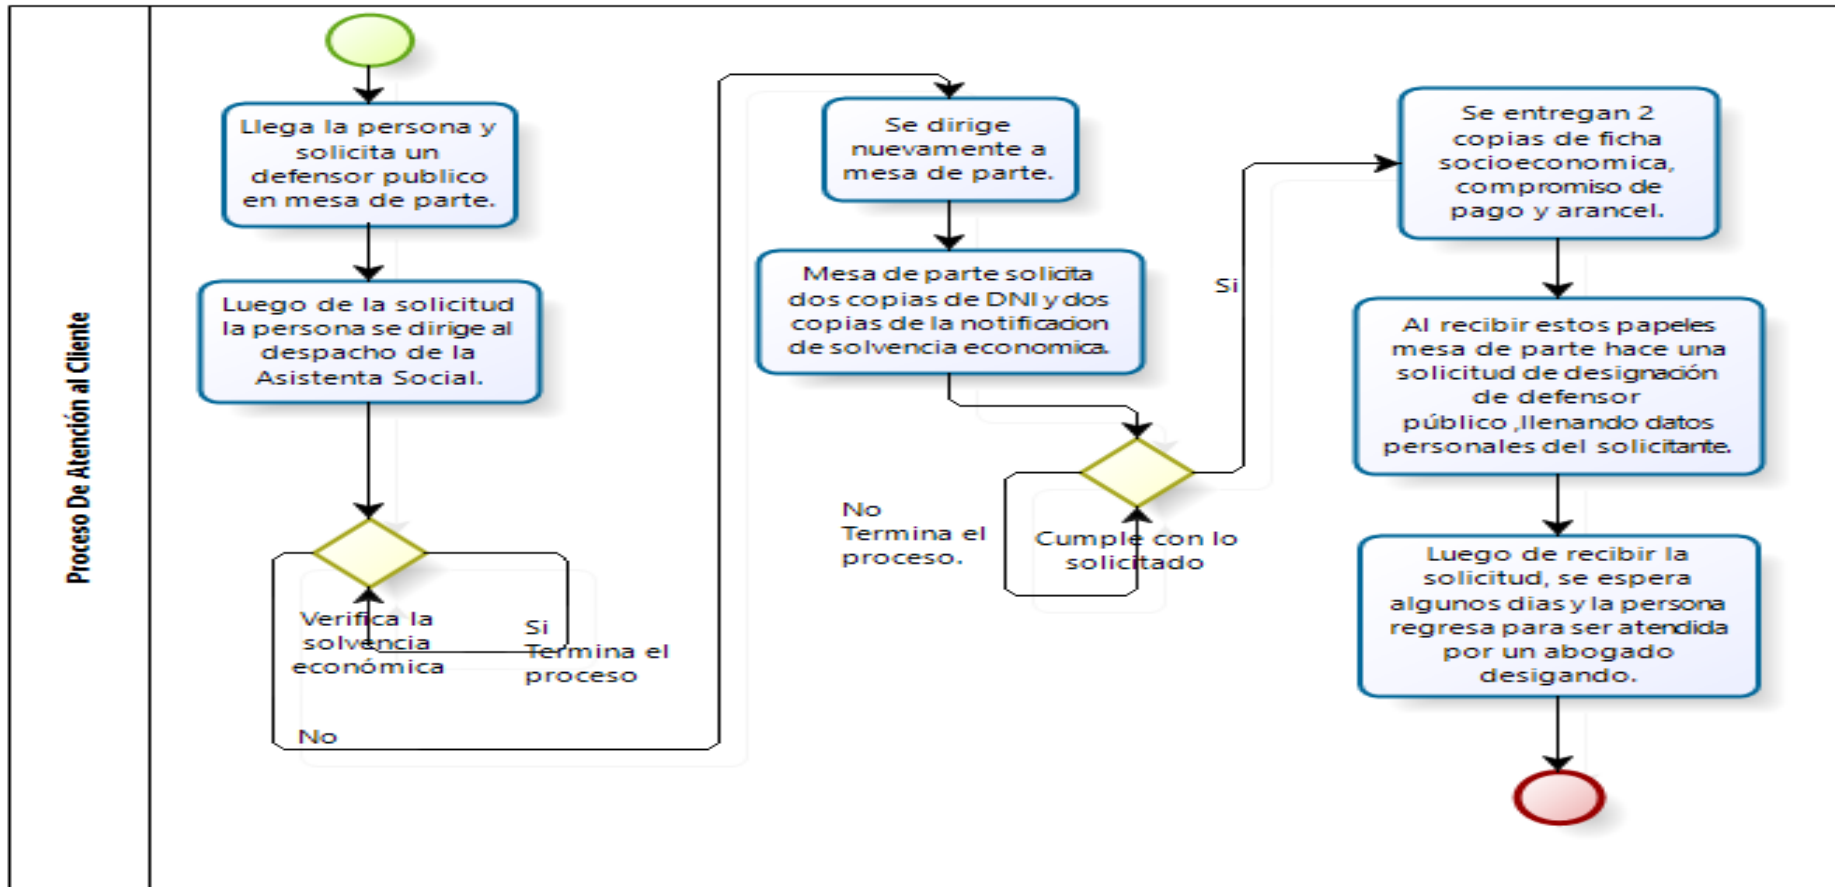 Proceso De Atención al Cliente
Llega la persona y
solicita un
defensor publico
en mesa de parte.
Luego de la solicitud
la persona se dirige al
despacho de la
Asistenta Social.
Verifica la
solvencia
económica
Si
Termina el
proceso
No
Se dirige
nuevamente a
mesa de parte.
Mesa de parte solicita
dos copias de DNI y dos
copias de la notificacion
de solvencia economica.
No
Termina el
proceso.
Cumple con lo
solicitado
Si
Se entregan 2
copias de ficha
socioeconomica,
compromiso de
pago y arancel.
Al recibir estos papeles
mesa de parte hace una
solicitud de designación
de defensor
público ,llenando datos
personales del solicitante.
Luego de recibir la
solicitud, se espera
algunos dias y la persona
regresa para ser atendida
por un abogado
desigando.